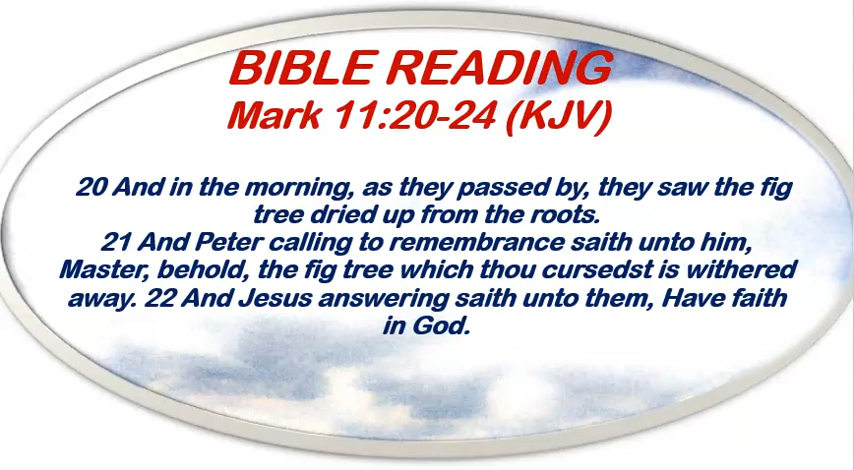 BIBLE READING
Mark 11:20-24 (KJV)
20 And in the morning, as they passed by, they saw the fig
tree dried up from the roots.
21 And Peter calling to remembrance saith unto him,
Master, behold, the fig tree which thou cursedst is withered
away. 22 And Jesus answering saith unto them, Have faith
in God.